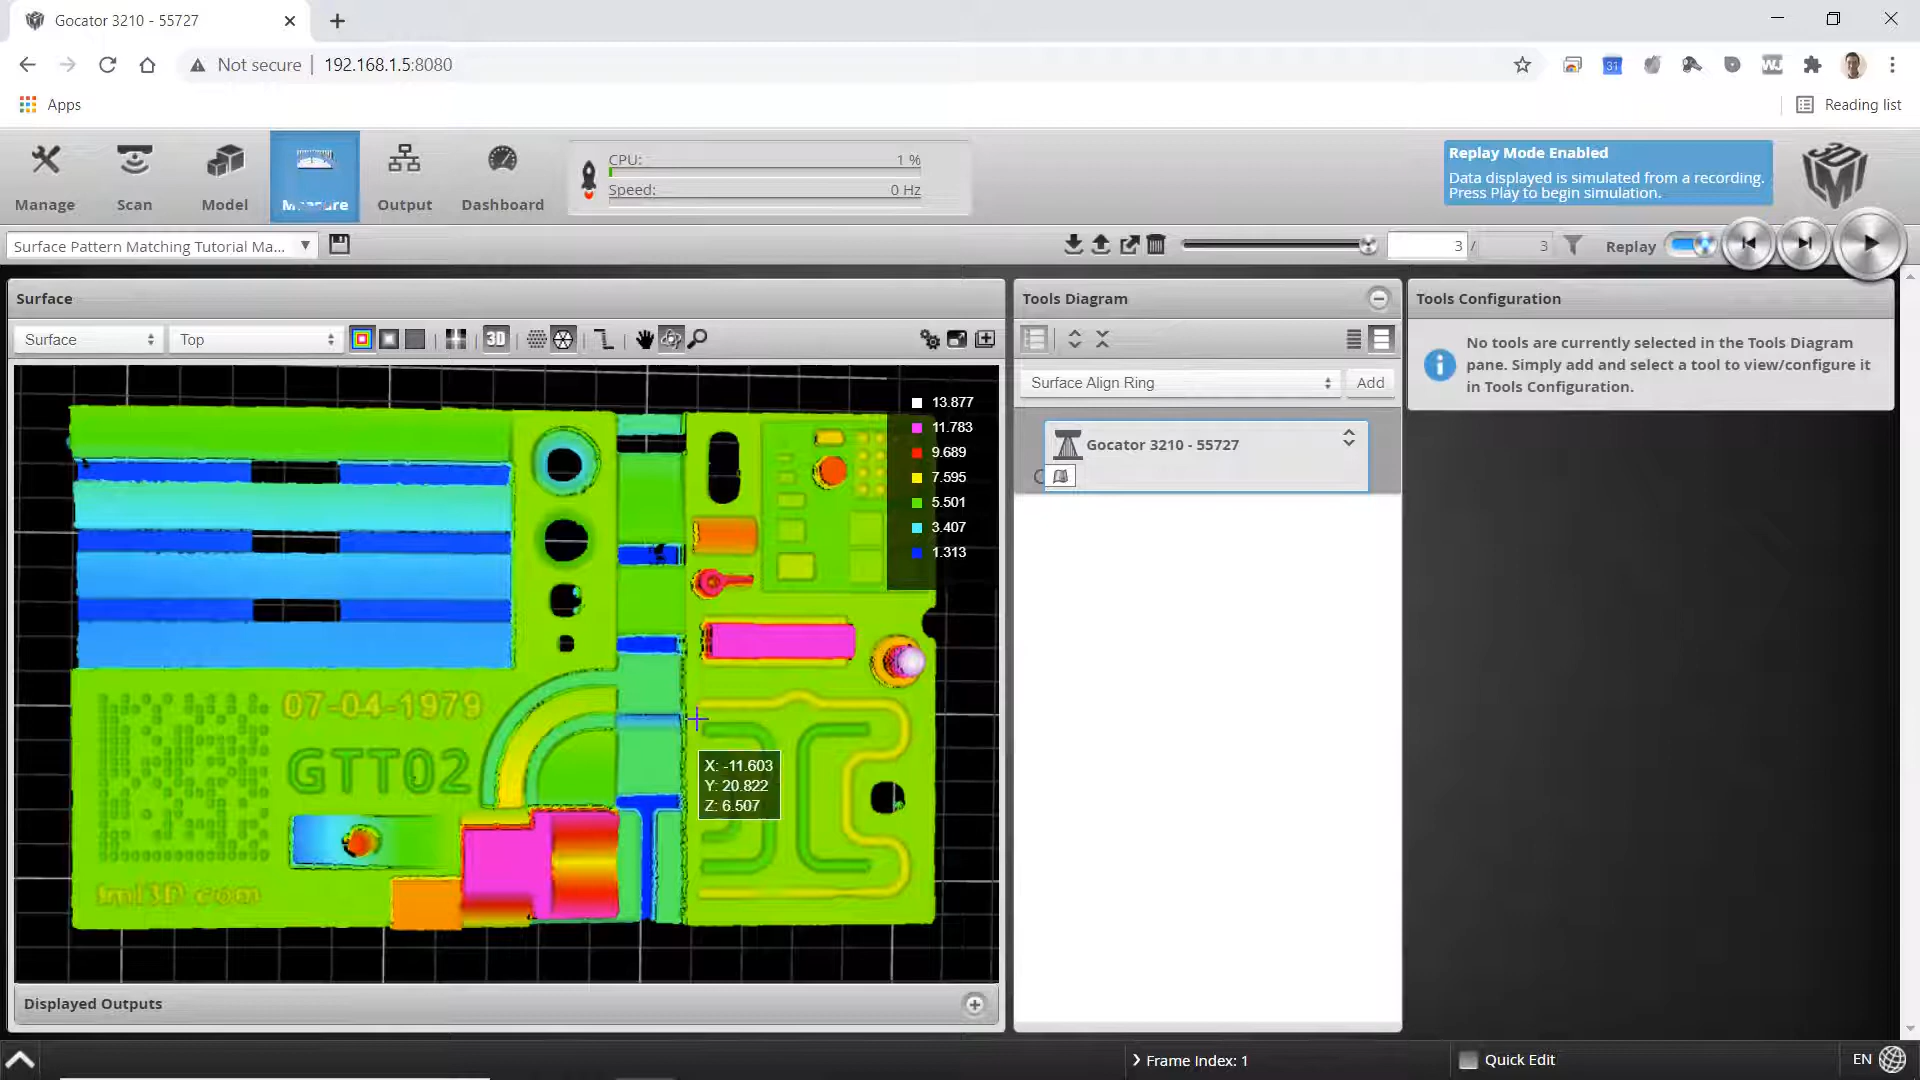 Gocator 3210 - 55727
Not secure
192.168.1.5:8080
31
Apps
Reading list
Manage
Scan
Model
Measure
Output
Dashboard
CPU: 1 %
Speed: 0 Hz
Replay Mode Enabled
Data displayed is simulated from a recording.
Press Play to begin simulation.
Surface Pattern Matching Tutorial Ma...
3 / 3
Replay
Surface
Surface
Top
3D
Tools Diagram
Surface Align Ring
Add
Gocator 3210 - 55727
Tools Configuration
No tools are currently selected in the Tools Diagram
pane. Simply add and select a tool to view/configure it
in Tools Configuration.
13.877
11.783
9.689
7.595
5.501
3.407
1.313
07-04-1979
GTT02
lmi3D.com
X: -11.603
Y: 20.822
Z: 6.507
Displayed Outputs
Frame Index: 1
Quick Edit
EN